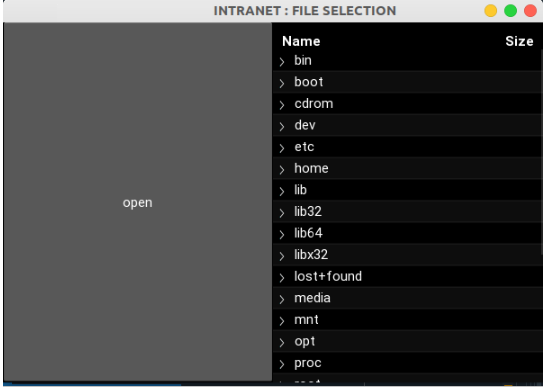 INTRANET : FILE SELECTION
open
Name Size
bin
boot
cdrom
dev
etc
home
lib
lib32
lib64
libx32
lost+found
media
mnt
opt
proc